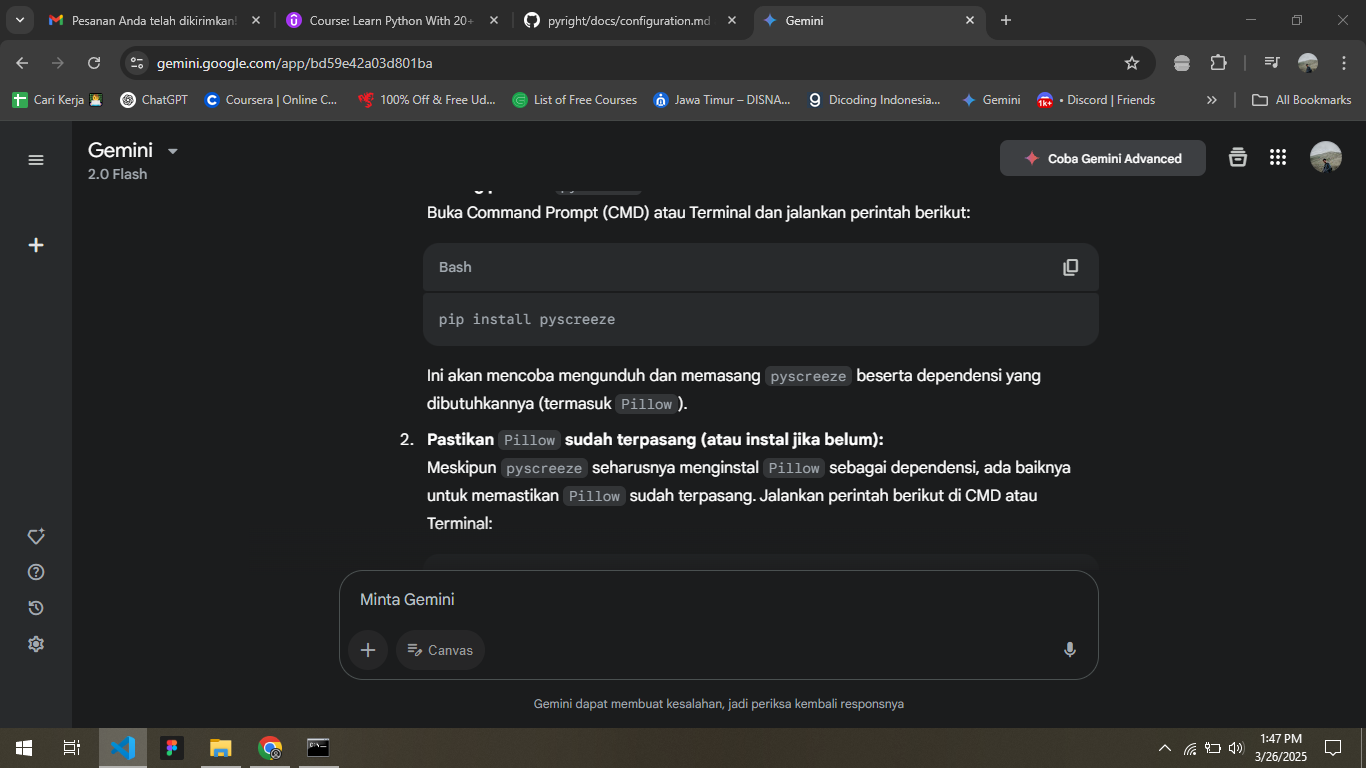 Pesanan Anda telah dikirimkan!
Course: Learn Python With 20+
pyright/docs/configuration.md
Gemini
gemini.google.com/app/bd59e42a03d801ba
Cari Kerja
ChatGPT
Coursera | Online C...
100% Off & Free Ud...
List of Free Courses
Jawa Timur – DISNA...
Dicoding Indonesia...
Gemini
1k+
• Discord | Friends
All Bookmarks
Gemini
2.0 Flash
Coba Gemini Advanced
Buka Command Prompt (CMD) atau Terminal dan jalankan perintah berikut:
Bash
pip install pyscreeze
Ini akan mencoba mengunduh dan memasang pyscreeze beserta dependensi yang
dibutuhkannya (termasuk Pillow).
2. Pastikan Pillow sudah terpasang (atau instal jika belum):
Meskipun pyscreeze seharusnya menginstal Pillow sebagai dependensi, ada baiknya
untuk memastikan Pillow sudah terpasang. Jalankan perintah berikut di CMD atau
Terminal:
Minta Gemini
Canvas
Gemini dapat membuat kesalahan, jadi periksa kembali responsnya
1:47 PM
3/26/2025